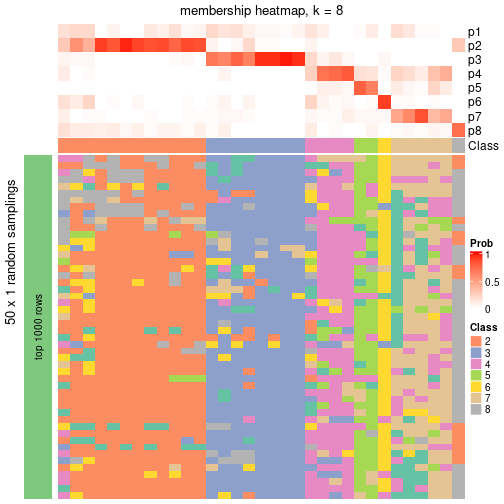 membership heatmap, k = 8
p1
p2
p3
p4
p5
p6
p7
p8
Class
50 x 1 random samplings
top 1000 rows
Prob
1
0.5
0
Class
2
3
4
5
6
7
8